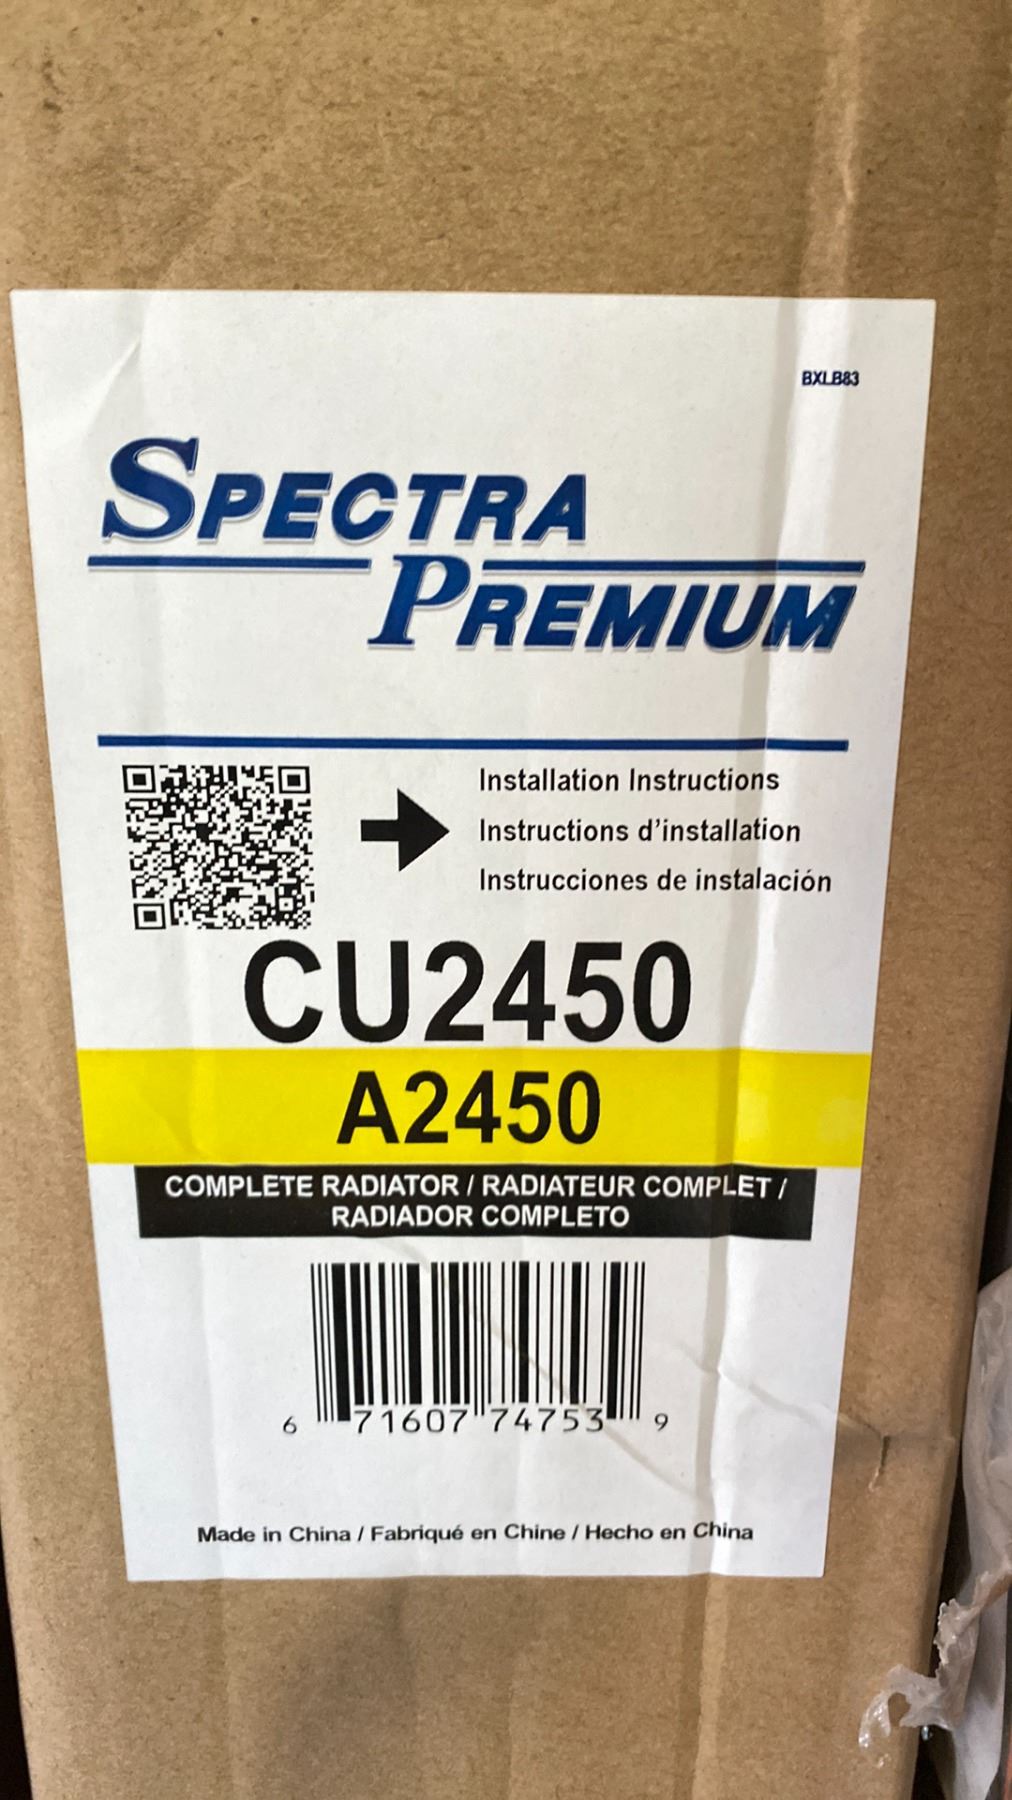 BXLB83
SPECTRA
PREMIUM
Installation Instructions
Instructions d'installation
Instrucciones de instalación
CU2450
A2450
COMPLETE RADIATOR / RADIATEUR COMPLET /
RADIADOR COMPLETO
6 71607 74753 9
Made in China / Fabriqué en Chine / Hecho en China